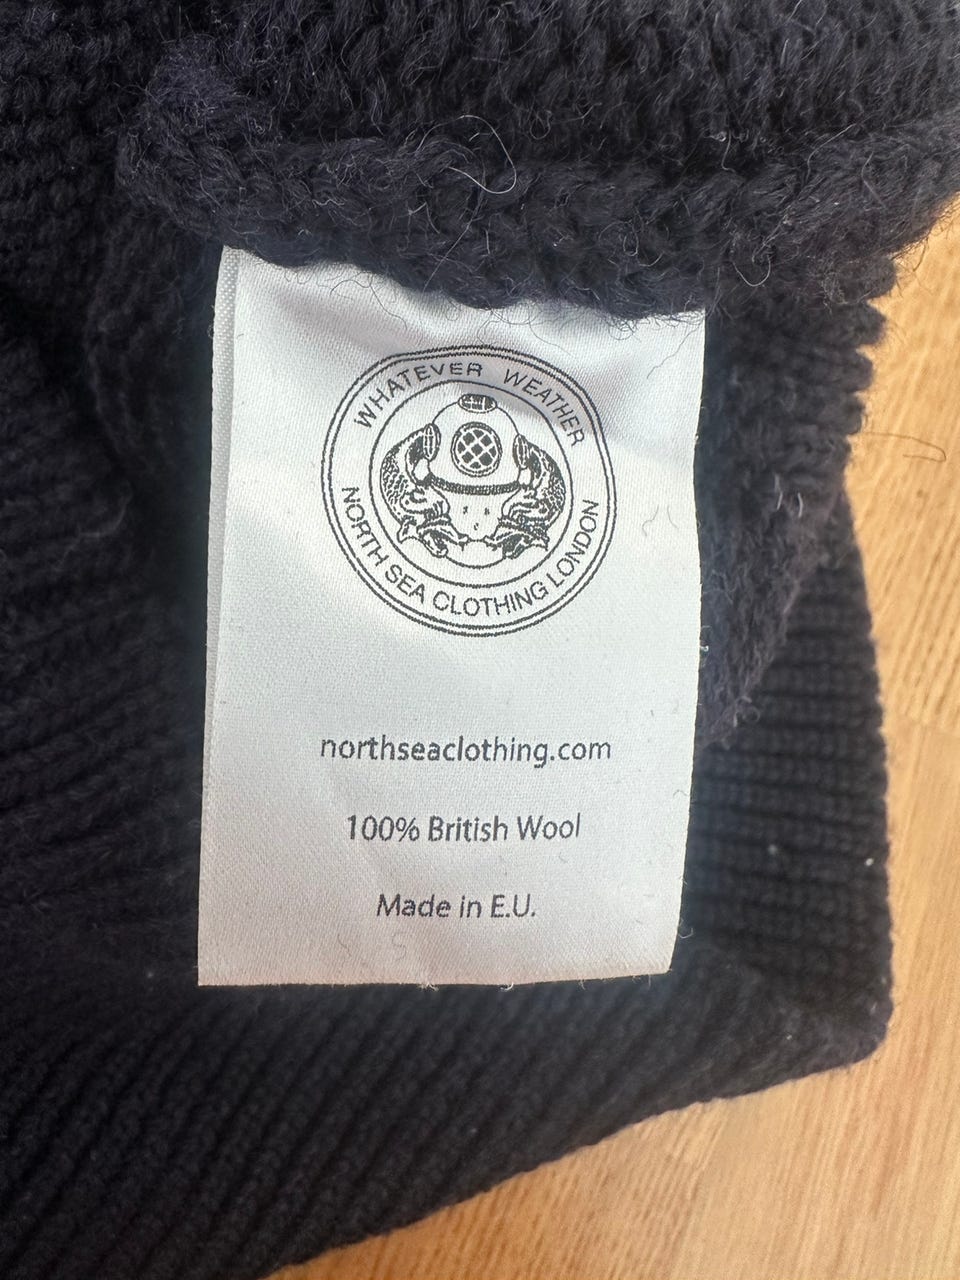 WHATEVER WEATHER
NORTH SEA CLOTHING LONDON
northseaclothing.com
100% British Wool
Made in E.U.
S